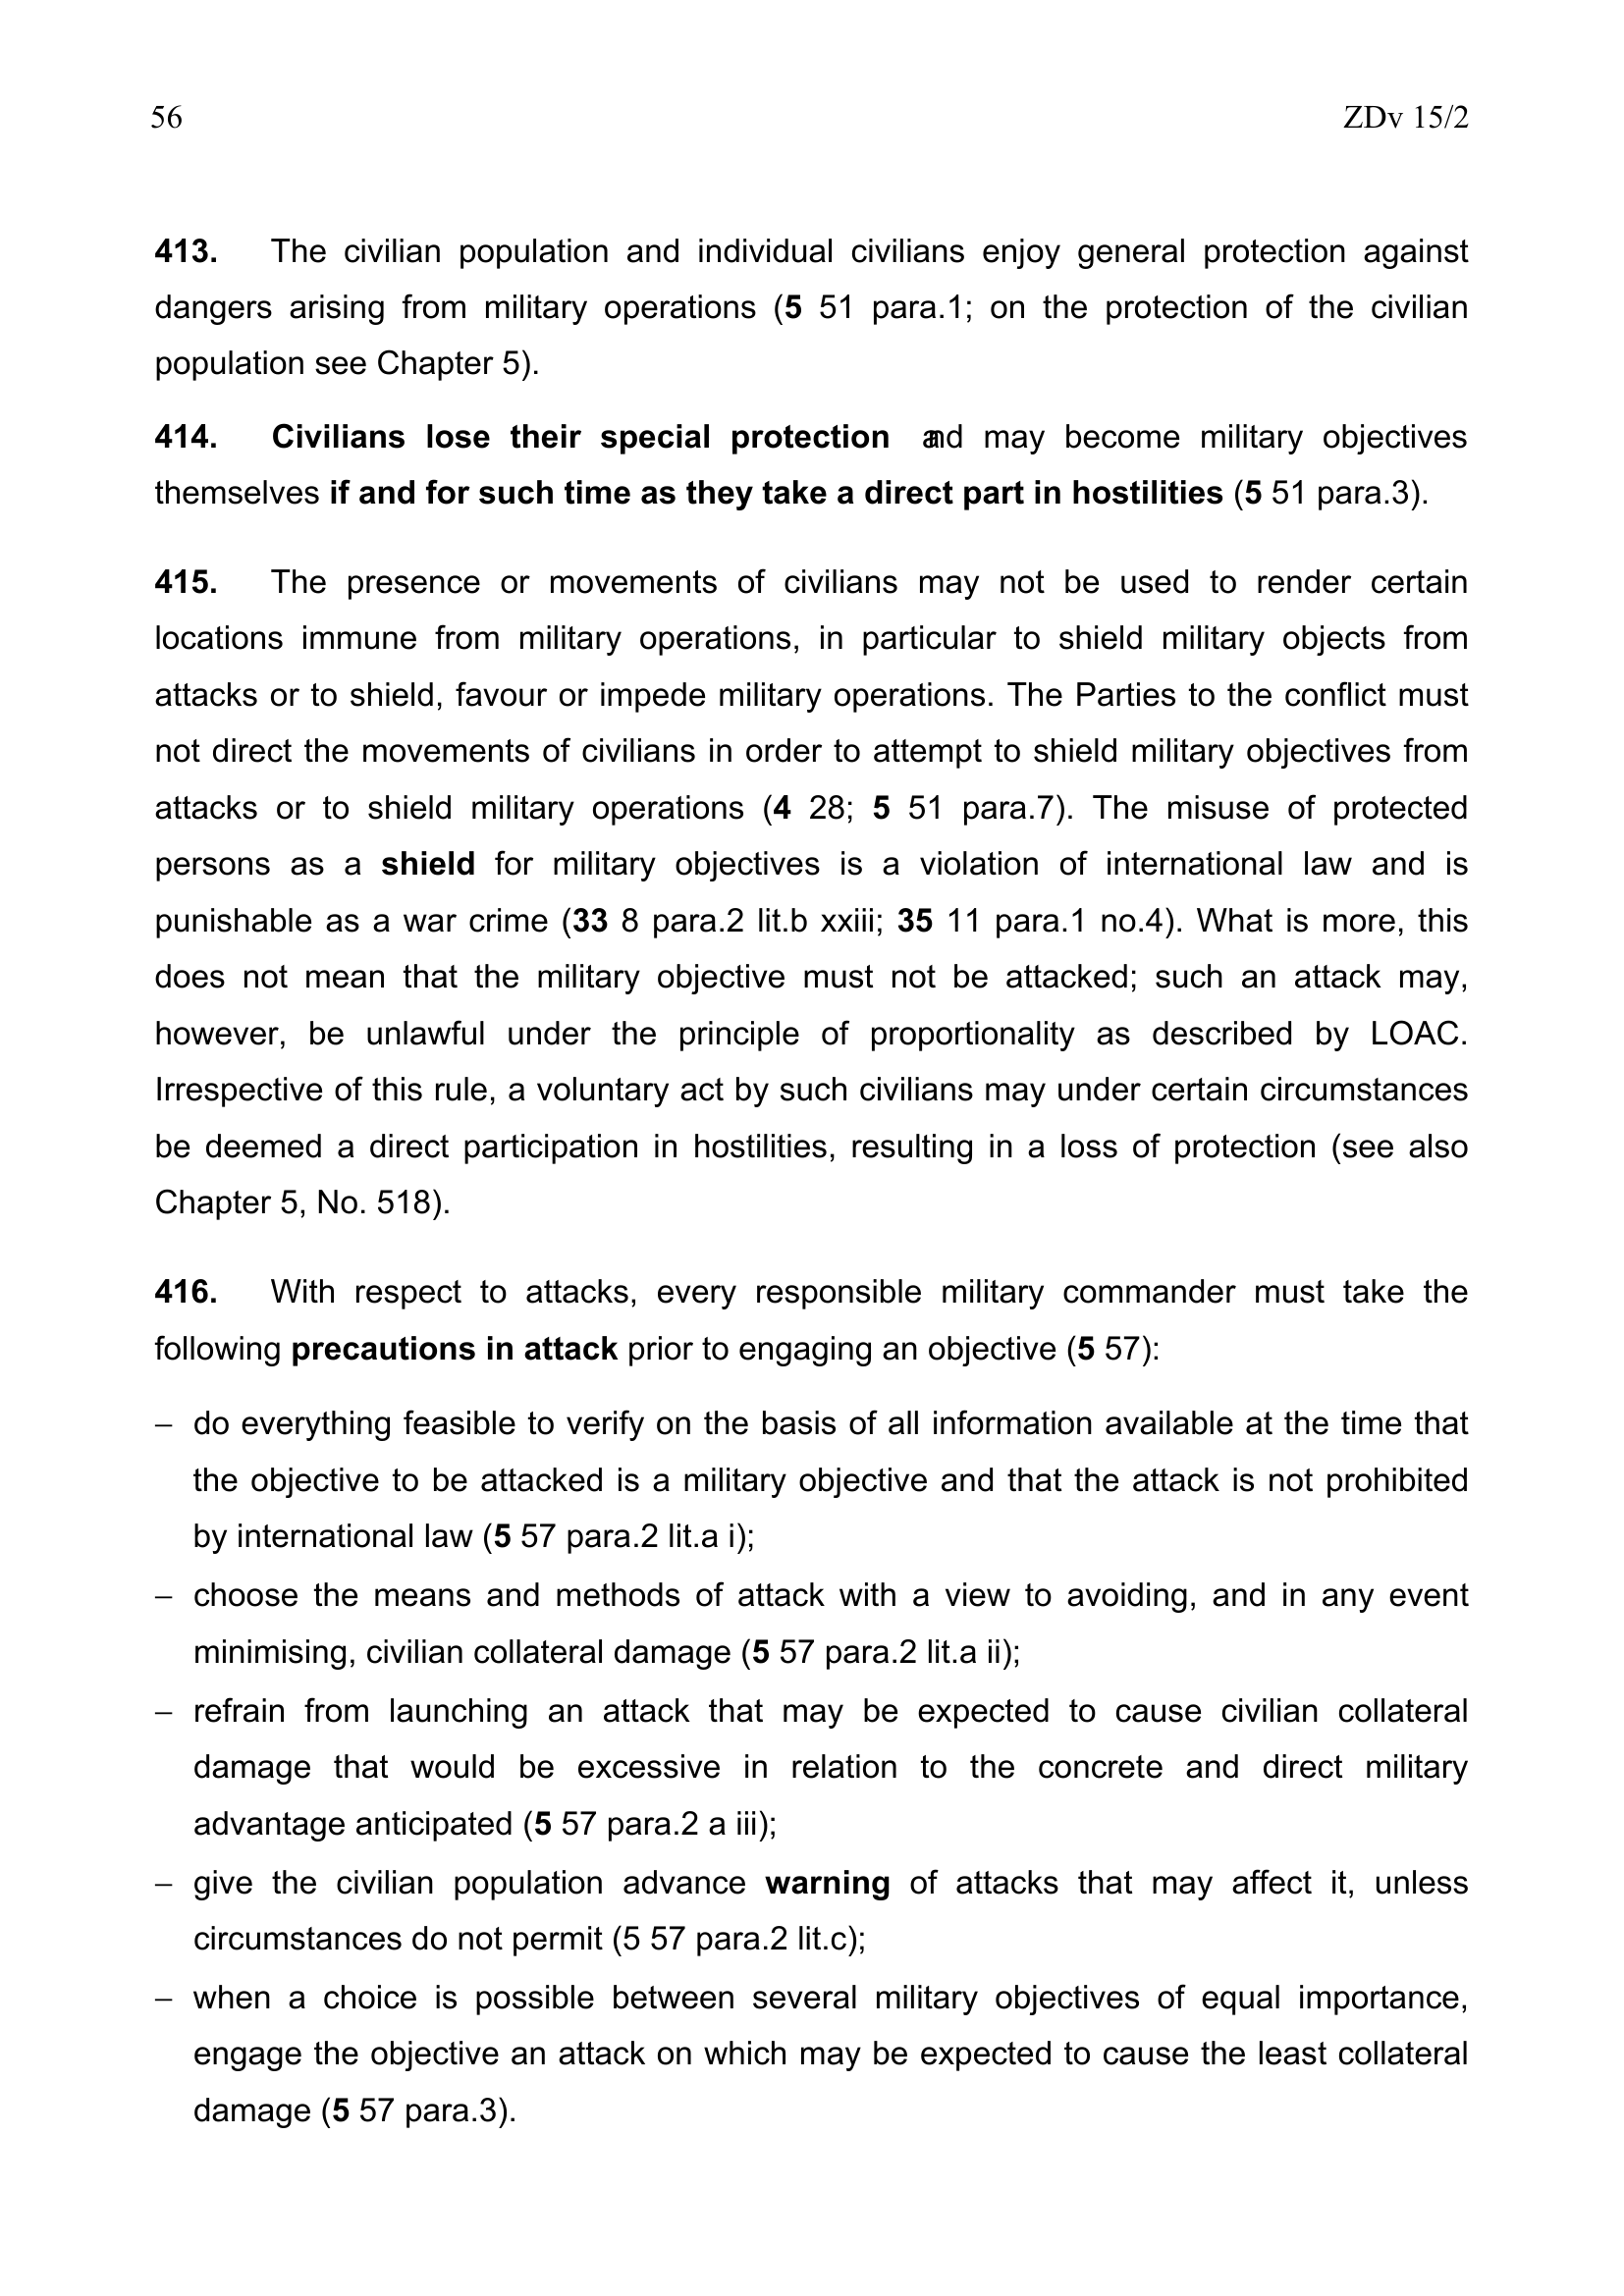 56 ZDv 15/2
413. The civilian population and individual civilians enjoy general protection against
dangers arising from military operations (5 51 para.1; on the protection of the civilian
population see Chapter 5).
414. Civilians lose their special protection and may become military objectives
themselves if and for such time as they take a direct part in hostilities (5 51 para.3).
415. The presence or movements of civilians may not be used to render certain
locations immune from military operations, in particular to shield military objects from
attacks or to shield, favour or impede military operations. The Parties to the conflict must
not direct the movements of civilians in order to attempt to shield military objectives from
attacks or to shield military operations (4 28; 5 51 para.7). The misuse of protected
persons as a shield for military objectives is a violation of international law and is
punishable as a war crime (33 8 para.2 lit.b xxiii; 35 11 para.1 no.4). What is more, this
does not mean that the military objective must not be attacked; such an attack may,
however, be unlawful under the principle of proportionality as described by LOAC.
Irrespective of this rule, a voluntary act by such civilians may under certain circumstances
be deemed a direct participation in hostilities, resulting in a loss of protection (see also
Chapter 5, No. 518).
416. With respect to attacks, every responsible military commander must take the
following precautions in attack prior to engaging an objective (5 57):
– do everything feasible to verify on the basis of all information available at the time that
the objective to be attacked is a military objective and that the attack is not prohibited
by international law (5 57 para.2 lit.a i);
– choose the means and methods of attack with a view to avoiding, and in any event
minimising, civilian collateral damage (5 57 para.2 lit.a ii);
– refrain from launching an attack that may be expected to cause civilian collateral
damage that would be excessive in relation to the concrete and direct military
advantage anticipated (5 57 para.2 a iii);
– give the civilian population advance warning of attacks that may affect it, unless
circumstances do not permit (5 57 para.2 lit.c);
– when a choice is possible between several military objectives of equal importance,
engage the objective an attack on which may be expected to cause the least collateral
damage (5 57 para.3).